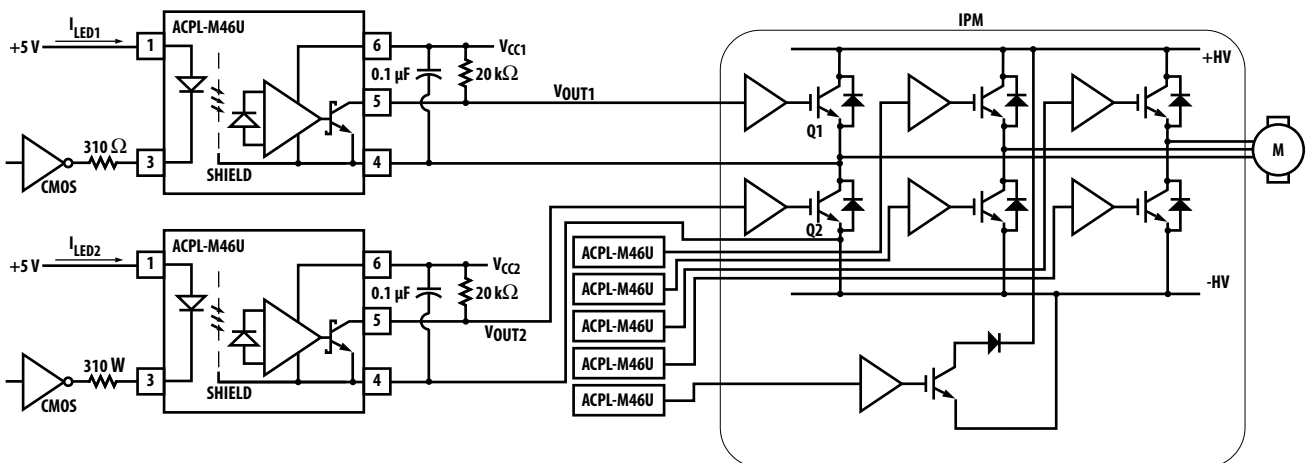 ACPL-M46U
I LED1
+5 V
1
6
VCC1
0.1 µF
20 kΩ
5
VOUT1
310 Ω
3
4
CMOS
SHIELD
IPM
+HV
Q1
M
Q2
-HV
ACPL-M46U
I LED2
+5 V
1
6
VCC2
0.1 µF
20 kΩ
5
VOUT2
310 W
3
4
CMOS
SHIELD
ACPL-M46U
ACPL-M46U
ACPL-M46U
ACPL-M46U
ACPL-M46U